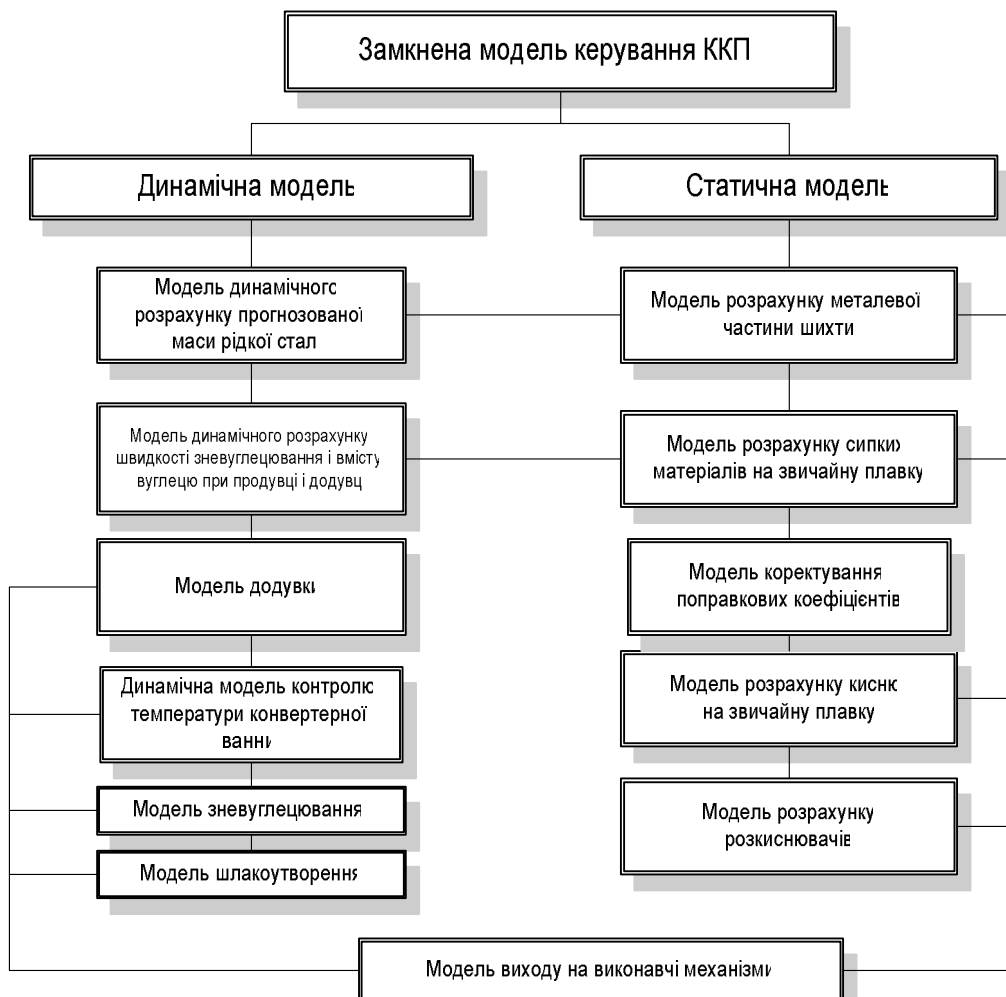 Замкнена модель керування ККП
Динамічна модель
Статична модель
Модель динамічного
розрахунку прогнозованої
маси рідкої стал
Модель розрахунку металевої
частини шихти
Модель динамічного розрахунку
швидкості зневуглецювання і вмісту
вуглецю при продувці і додувц
Модель розрахунку сипких
матеріалів на звичайну плавку
Модель додувки
Модель коректування
поправкових коефіцієнтів
Динамічна модель контролю
температури конвертерної
ванни
Модель розрахунку кисню
на звичайну плавку
Модель зневуглецювання
Модель розрахунку
розкиснювачів
Модель шлакоутворення
Модель виходу на виконавчі механізми